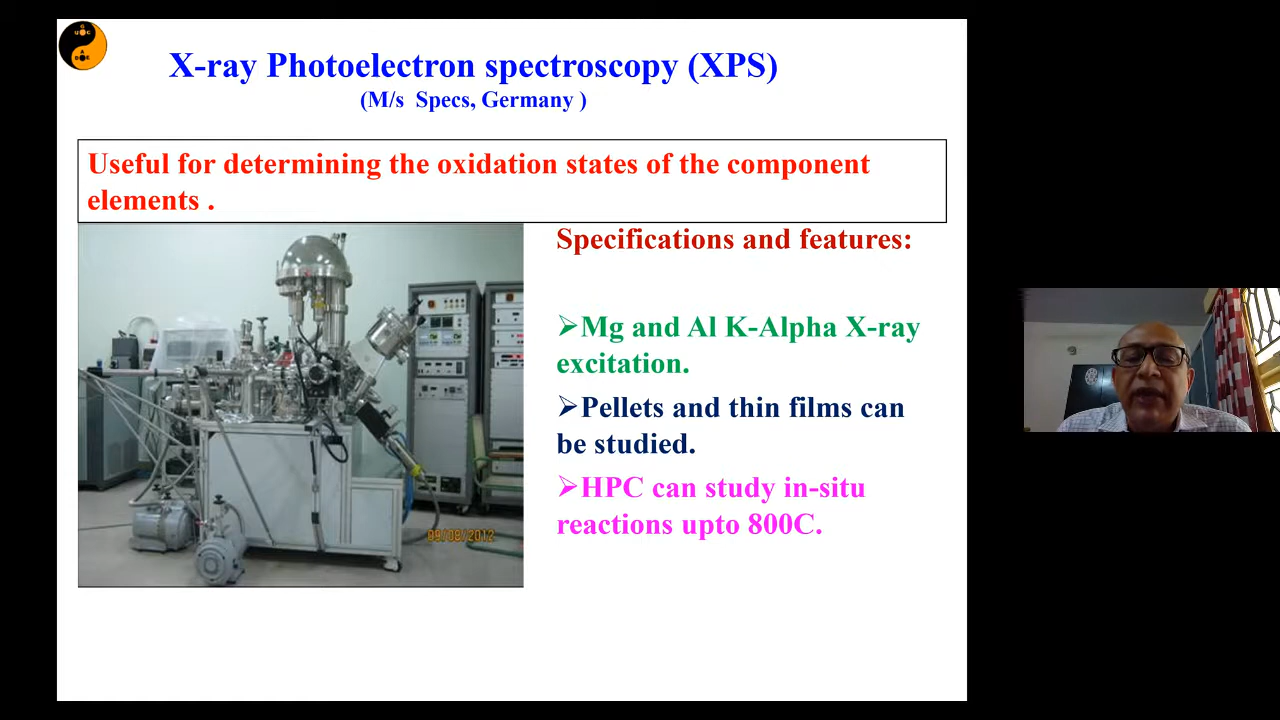 X-ray Photoelectron spectroscopy (XPS)
(M/s Specs, Germany )
Useful for determining the oxidation states of the component
elements .
Specifications and features:
➢Mg and Al K-Alpha X-ray
excitation.
➢Pellets and thin films can
be studied.
➢HPC can study in-situ
reactions upto 800C.
09/08/2012